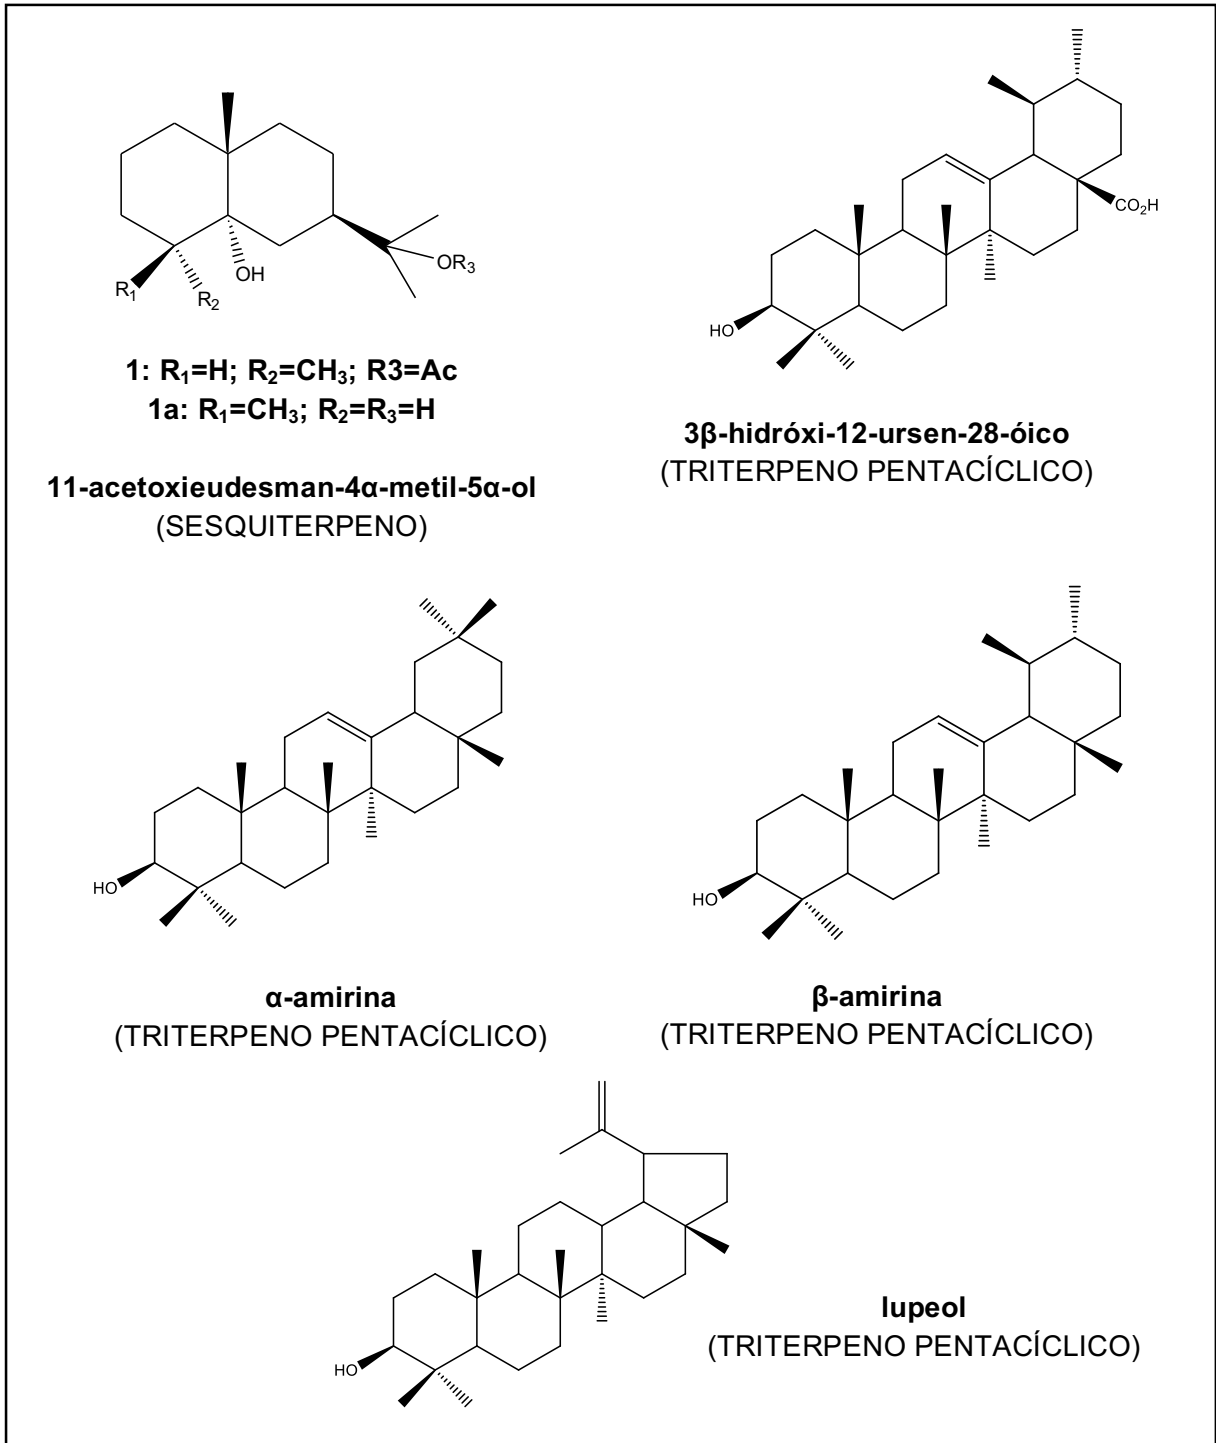 OH
OR₃
R₁
R₂
1: R₁=H; R₂=CH₃; R3=Ac
1a: R₁=CH₃; R₂=R₃=H
11-acetoxieudesman-4α-metil-5α-ol
(SESQUITERPENO)
CO₂H
HO
3β-hidróxi-12-ursen-28-óico
(TRITERPENO PENTACÍCLICO)
HO
α-amirina
(TRITERPENO PENTACÍCLICO)
HO
β-amirina
(TRITERPENO PENTACÍCLICO)
HO
lupeol
(TRITERPENO PENTACÍCLICO)